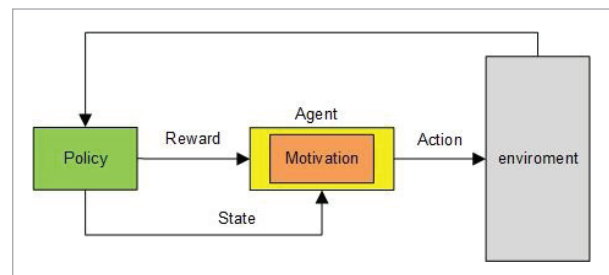 Agent
Policy
Reward
Motivation
Action
enviroment
State